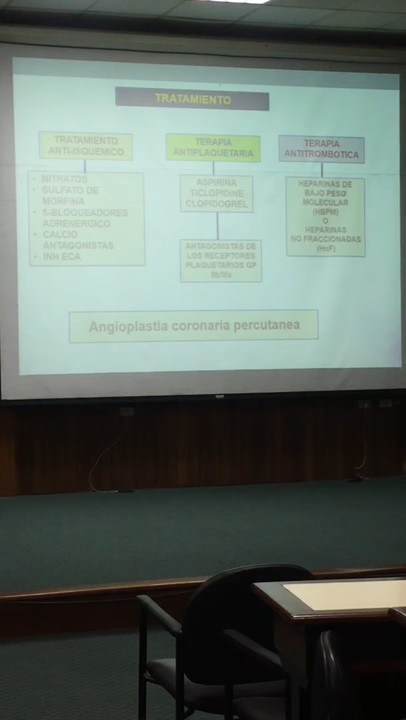 TRATAMIENTO
TRATAMIENTO
ANTI-ISQUEMICO
• NITRATOS
• SULFATO DE
MORFINA
• ß-BLOQUEADORES
ADRENERGICO
• CALCIO
ANTAGONISTAS
• INH ECA
TERAPIA
ANTIPLAQUETARIA
ASPIRINA
TICLOPIDINE
CLOPIDOGREL
ANTAGONISTAS DE
LOS RECEPTORES
PLAQUETARIOS GP
IIb/IIIa
TERAPIA
ANTITROMBOTICA
HEPARINAS DE
BAJO PESO
MOLECULAR
(HBPM)
O
HEPARINAS
NO FRACCIONADAS
(HnF)
Angioplastia coronaria percutanea